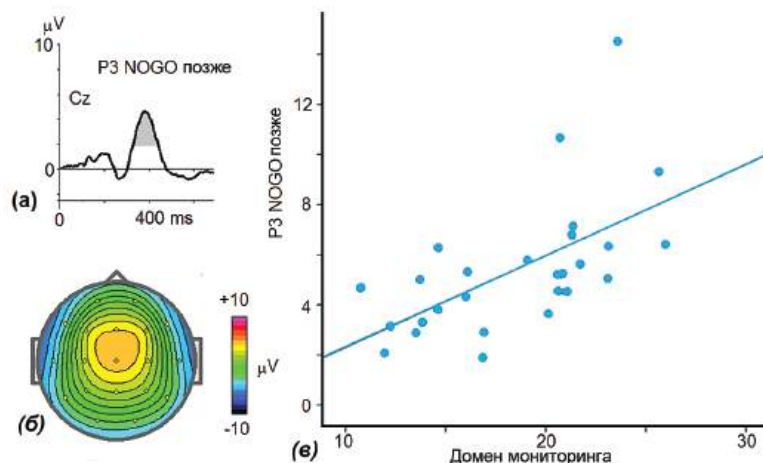 μV
10
P3 NOGO позже
Cz
0
(а)
0
400 ms
+10
μV
-10
(б)
P3 NOGO позже
14
12
8
4
0
10
20
30
Домен мониторинга
(в)